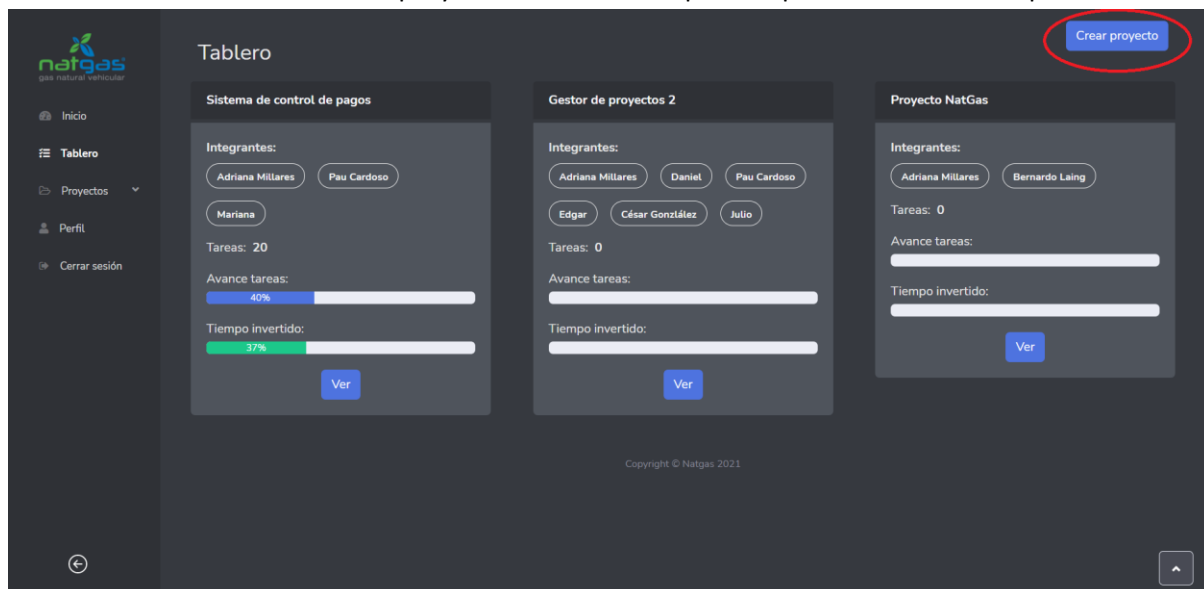 natgas
gas natural vehicular
Inicio
Tablero
Proyectos
Perfil
Cerrar sesión
Tablero
Crear proyecto
Sistema de control de pagos
Integrantes:
Adriana Millares Pau Cardoso
Mariana
Tareas: 20
Avance tareas:
40%
Tiempo invertido:
37%
Ver
Gestor de proyectos 2
Integrantes:
Adriana Millares Daniel Pau Cardoso
Edgar César Gonzlález Julio
Tareas: 0
Avance tareas:
Tiempo invertido:
Ver
Proyecto NatGas
Integrantes:
Adriana Millares Bernardo Laing
Tareas: 0
Avance tareas:
Tiempo invertido:
Ver
Copyright © Natgas 2021